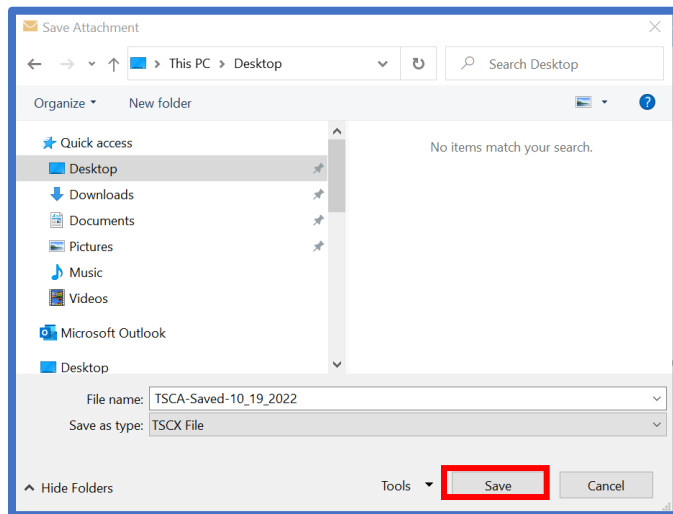 Save Attachment
This PC > Desktop
Search Desktop
Organize
New folder
Quick access
No items match your search.
Desktop
Downloads
Documents
Pictures
Music
Videos
Microsoft Outlook
Desktop
File name: TSCA-Saved-10_19_2022
Save as type: TSCX File
Hide Folders
Tools
Save
Cancel